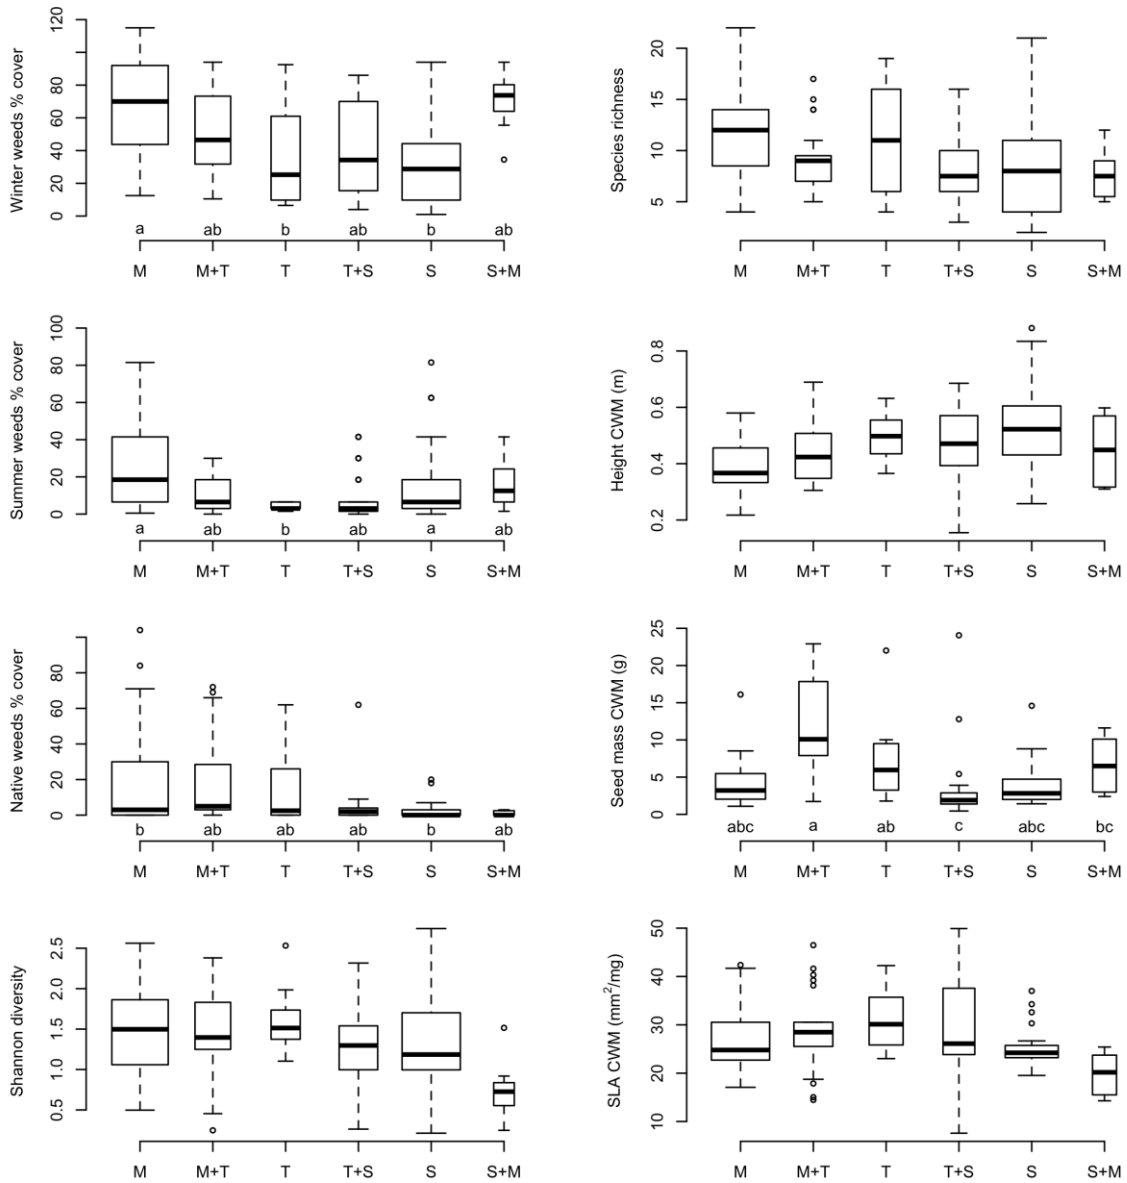 Winter weeds % cover
120
80
60
40
20
0
a ab b ab b ab
M M+T T T+S S S+M
Species richness
20
15
10
5
M M+T T T+S S S+M
Summer weeds % cover
100
80
60
40
20
0
a ab b ab a ab
M M+T T T+S S S+M
Height CWM (m)
0.8
0.6
0.4
0.2
M M+T T T+S S S+M
Native weeds % cover
80
60
40
20
0
b ab ab ab b ab
M M+T T T+S S S+M
Seed mass CWM (g)
25
20
15
10
5
0
abc a ab c abc bc
M M+T T T+S S S+M
Shannon diversity
2.5
2.0
1.5
1.0
0.5
M M+T T T+S S S+M
SLA CWM (mm²/mg)
50
40
30
20
10
M M+T T T+S S S+M